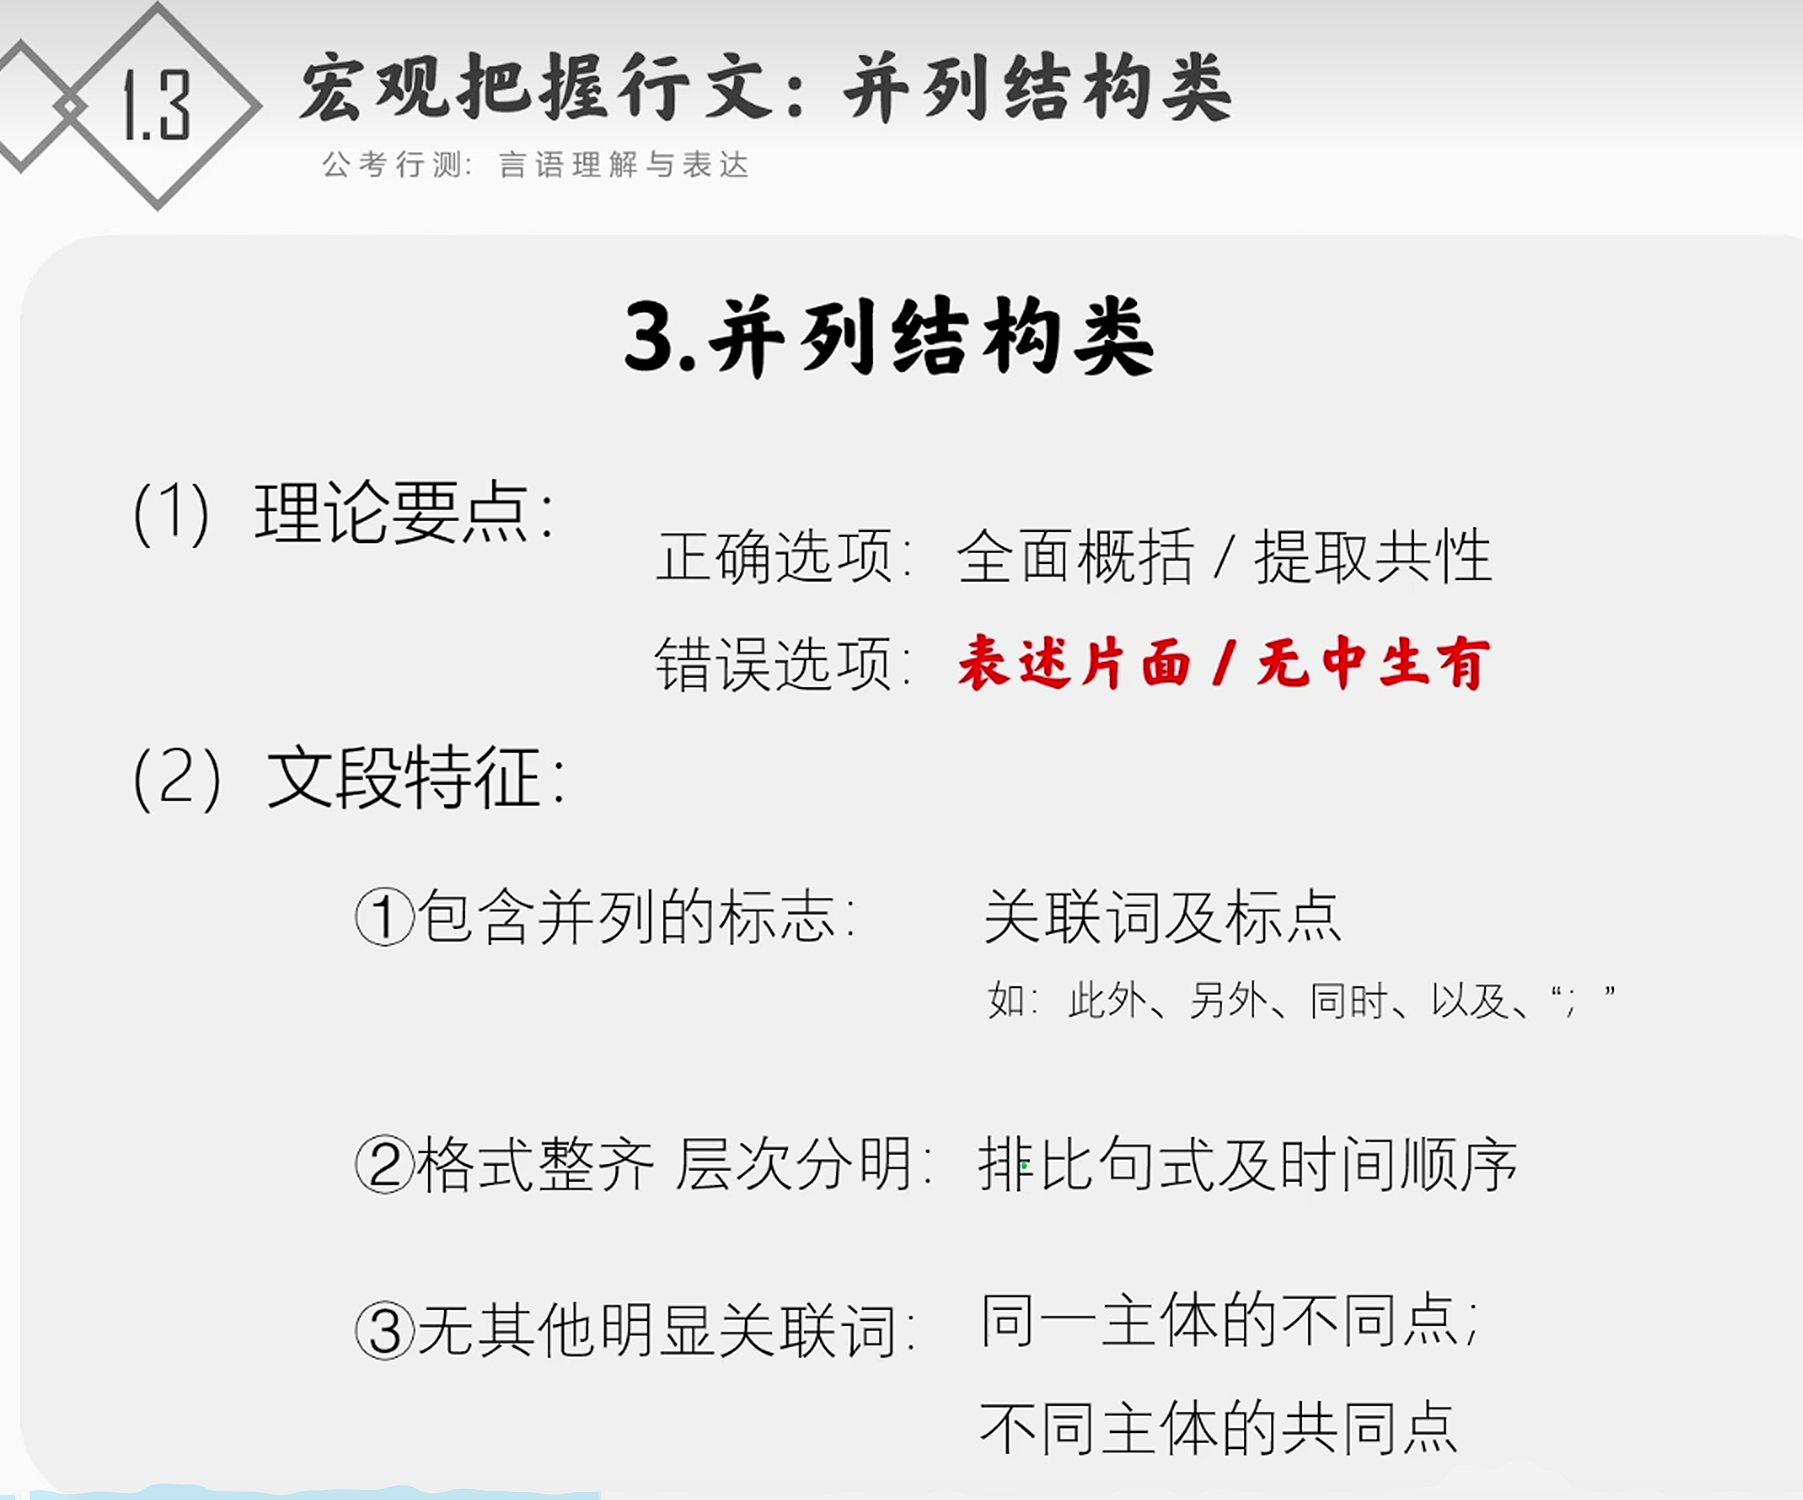 1.3
宏观把握行文：并列结构类
公考行测：言语理解与表达
3.并列结构类
(1) 理论要点：
正确选项：全面概括 / 提取共性
错误选项：表述片面 / 无中生有
(2) 文段特征：
①包含并列的标志： 关联词及标点
如：此外、另外、同时、以及、“；”
②格式整齐 层次分明：排比句式及时间顺序
③无其他明显关联词： 同一主体的不同点；
不同主体的共同点